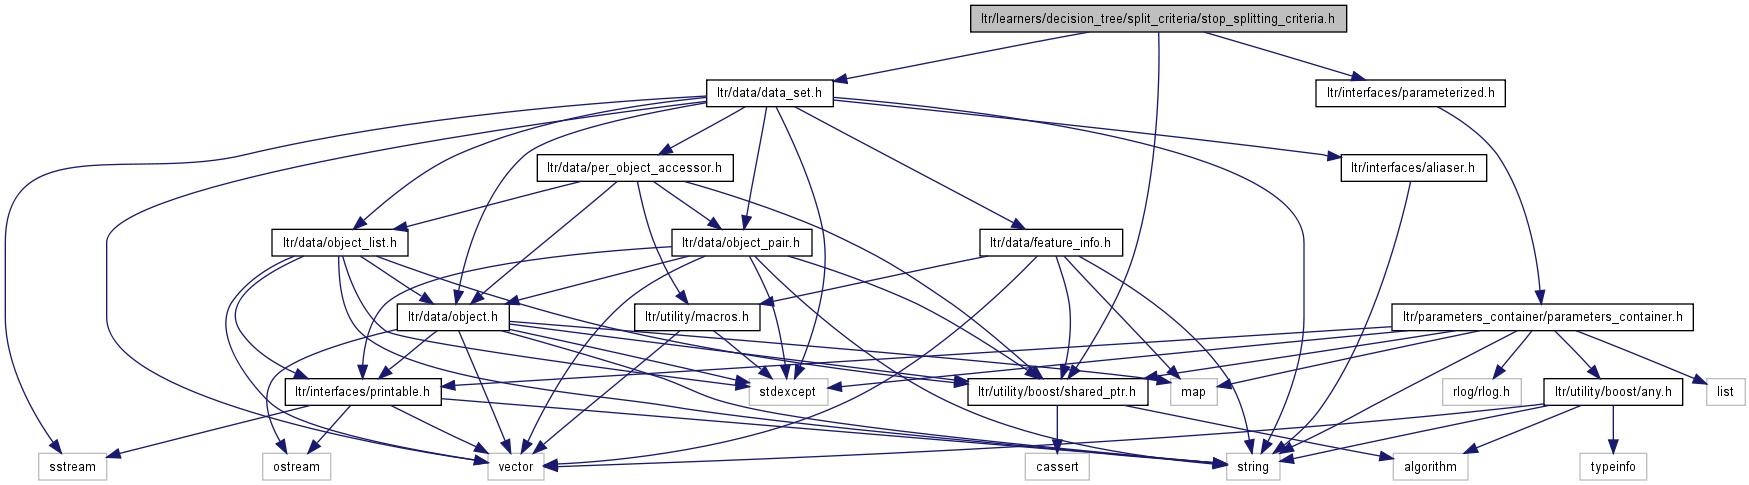 ltr/learners/decision_tree/split_criteria/stop_splitting_criteria.h
ltr/data/data_set.h
ltr/interfaces/parameterized.h
ltr/data/per_object_accessor.h
ltr/interfaces/aliaser.h
ltr/data/object_list.h
ltr/data/object_pair.h
ltr/data/feature_info.h
ltr/data/object.h
ltr/utility/macros.h
ltr/parameters_container/parameters_container.h
ltr/interfaces/printable.h
stdexcept
ltr/utility/boost/shared_ptr.h
map
rlog/rlog.h
ltr/utility/boost/any.h
list
sstream
ostream
vector
cassert
string
algorithm
typeinfo